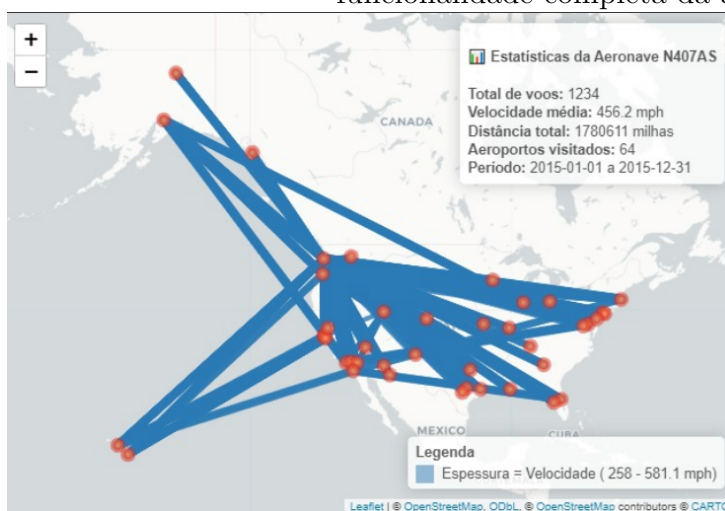 +
−
📊 Estatísticas da Aeronave N407AS
Total de voos: 1234
Velocidade média: 456.2 mph
Distância total: 1780611 milhas
Aeroportos visitados: 64
Período: 2015-01-01 a 2015-12-31
CANADA
MEXICO
CUBA
Legenda
Espessura = Velocidade ( 258 - 581.1 mph)
Leaflet | © OpenStreetMap, ODbL, © OpenStreetMap contributors © CARTO